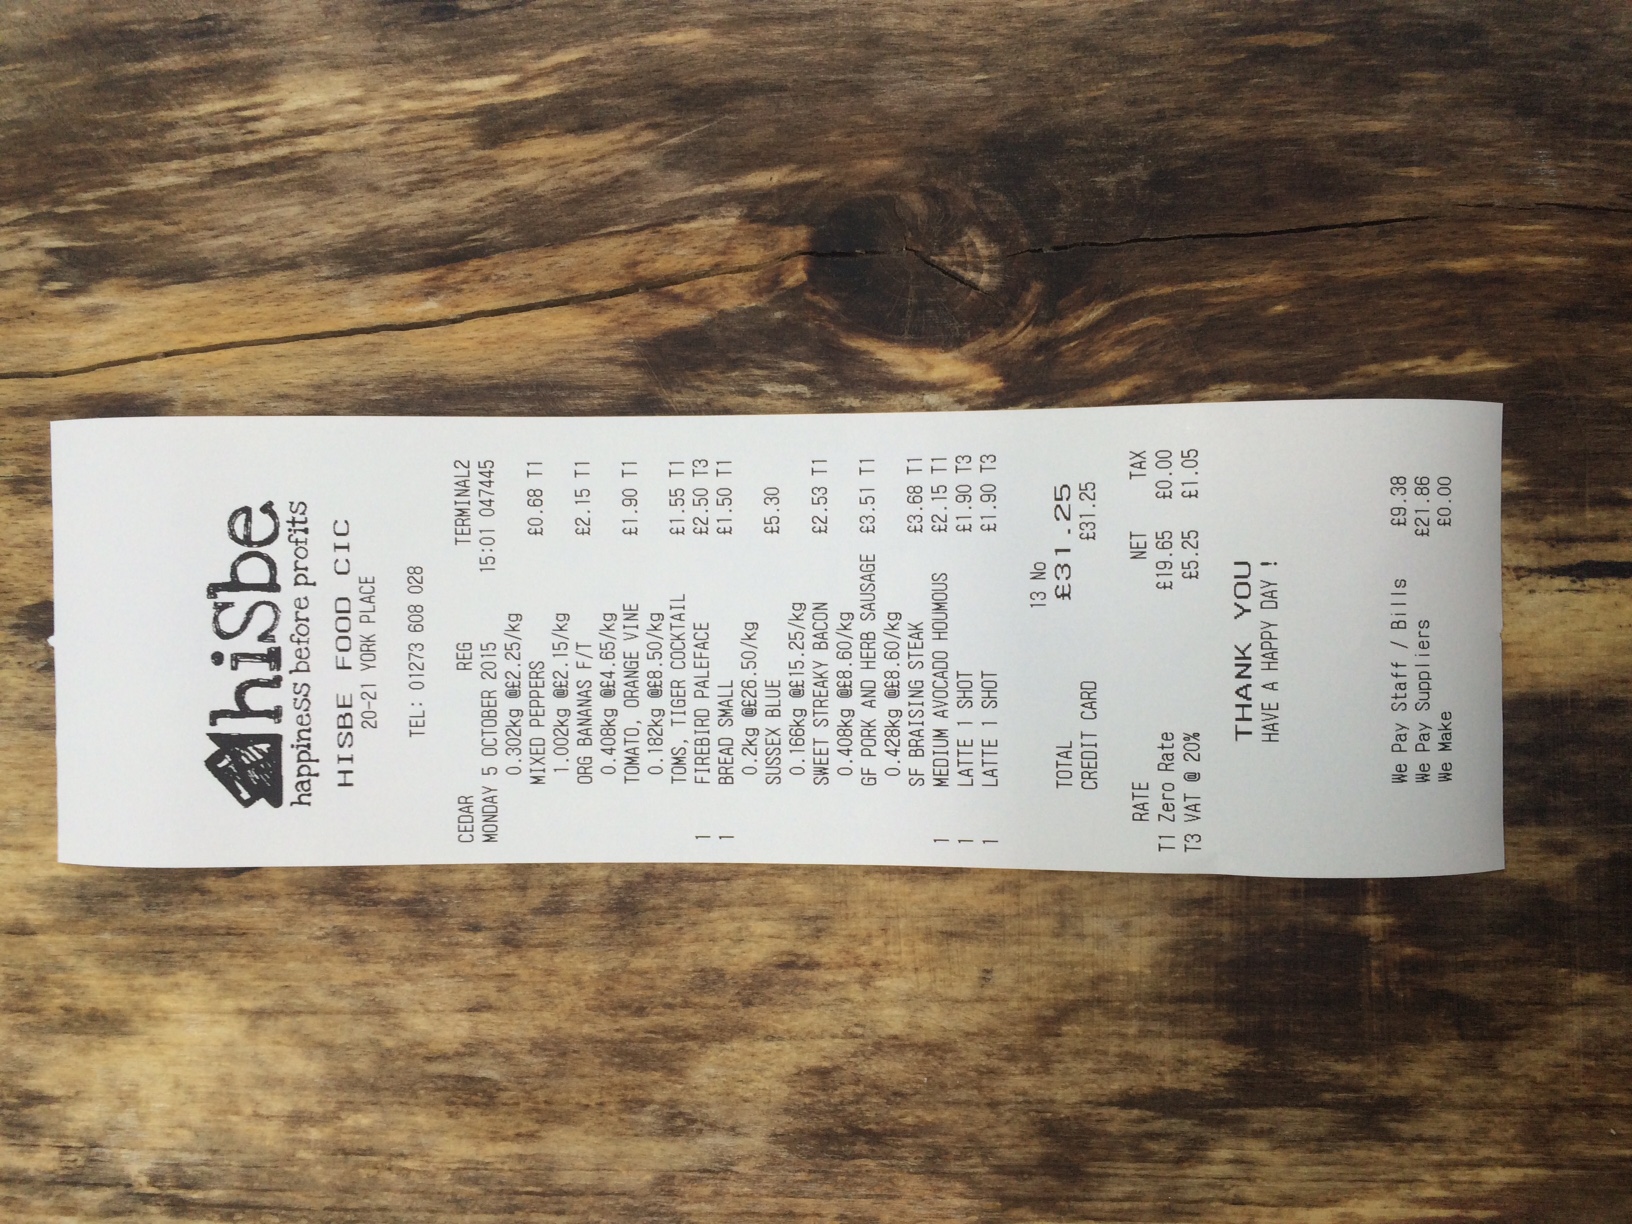 hiSbe
happiness before profits
HISBE FOOD CIC
20-21 YORK PLACE
TEL: 01273 608 028
CEDAR REG TERMINAL2
MONDAY 5 OCTOBER 2015 15:01 047445
0.302kg @£2.25/kg
MIXED PEPPERS £0.68 T1
1.002kg @£2.15/kg
ORG BANANAS F/T £2.15 T1
0.408kg @£4.65/kg
TOMATO, ORANGE VINE £1.90 T1
0.182kg @£8.50/kg
TOMS, TIGER COCKTAIL £1.55 T1
1 FIREBIRD PALEFACE £2.50 T3
1 BREAD SMALL £1.50 T1
0.2kg @£26.50/kg
SUSSEX BLUE £5.30
0.166kg @£15.25/kg
SWEET STREAKY BACON £2.53 T1
0.408kg @£8.60/kg
GF PORK AND HERB SAUSAGE £3.51 T1
0.428kg @£8.60/kg
SF BRAISING STEAK £3.68 T1
1 MEDIUM AVOCADO HOUMOUS £2.15 T1
1 LATTE 1 SHOT £1.90 T3
1 LATTE 1 SHOT £1.90 T3
13 No
TOTAL £31.25
CREDIT CARD £31.25
RATE NET TAX
T1 Zero Rate £19.65 £0.00
T3 VAT @ 20% £5.25 £1.05
THANK YOU
HAVE A HAPPY DAY !
We Pay Staff / Bills £9.38
We Pay Suppliers £21.86
We Make £0.00